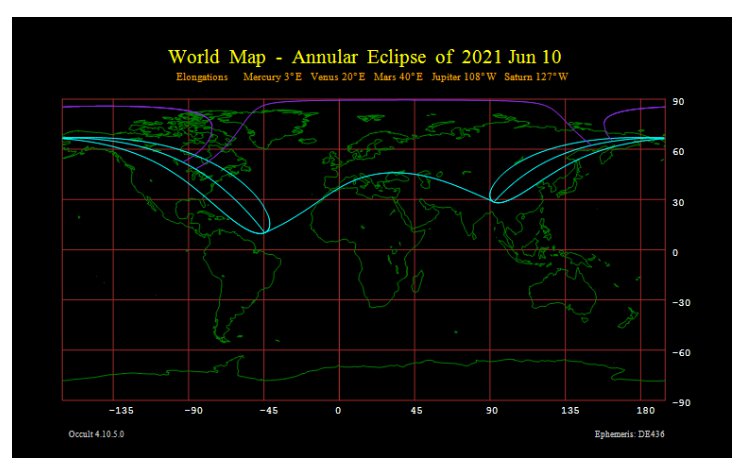 World Map - Annular Eclipse of 2021 Jun 10
Elongations Mercury 3°E Venus 20°E Mars 40°E Jupiter 108°W Saturn 127°W
90
60
30
0
-30
-60
-90
-135 -90 -45 0 45 90 135 180
Occult 4.10.5.0 Ephemeris: DE436